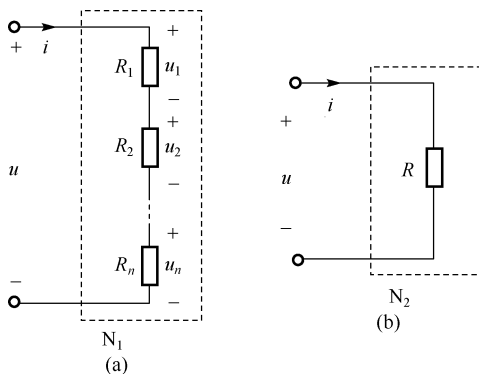 + i
+
R₁ u₁
−
+
R₂ u₂
−
u
+
Rₙ uₙ
−
−
N₁
(a)
i
+
u
R
−
N₂
(b)